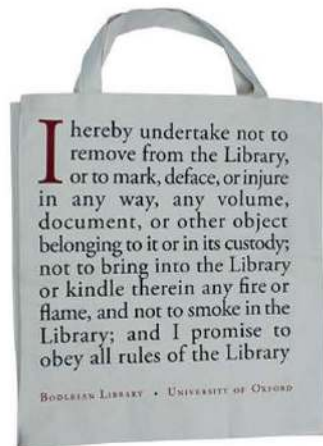 I hereby undertake not to
remove from the Library,
or to mark, deface, or injure
in any way, any volume,
document, or other object
belonging to it or in its custody;
not to bring into the Library
or kindle therein any fire or
flame, and not to smoke in the
Library; and I promise to
obey all rules of the Library
BODLEIAN LIBRARY • UNIVERSITY OF OXFORD